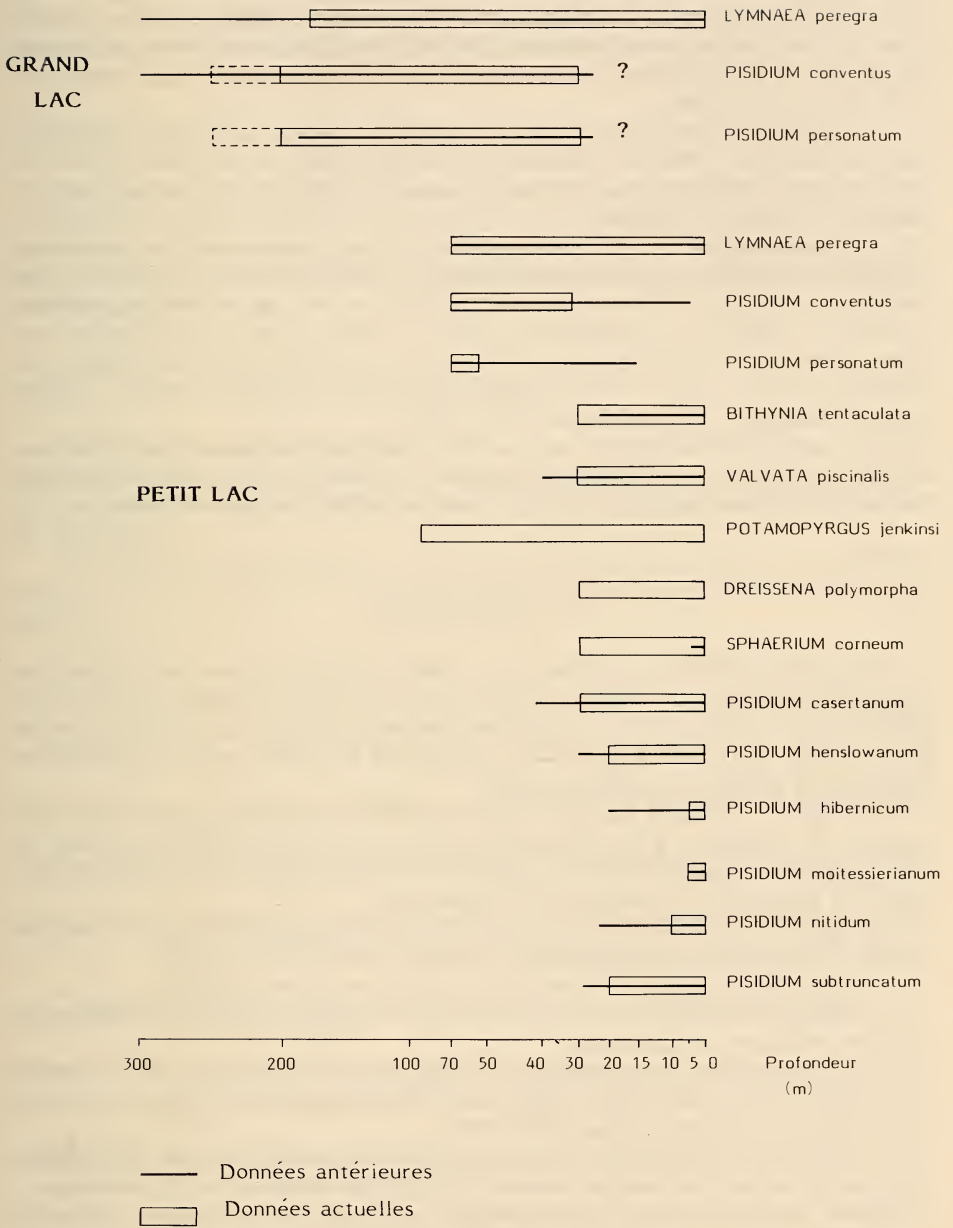 LYMNAEA peregra
GRAND
LAC
? PISIDIUM conventus
? PISIDIUM personatum
LYMNAEA peregra
PISIDIUM conventus
PISIDIUM personatum
BITHYNIA tentaculata
VALVATA piscinalis
PETIT LAC
POTAMOPYRGUS jenkinsi
DREISSENA polymorpha
SPHAERIUM corneum
PISIDIUM casertanum
PISIDIUM henslowanum
PISIDIUM hibernicum
PISIDIUM moitessierianum
PISIDIUM nitidum
PISIDIUM subtruncatum
300 200 100 70 50 40 30 20 15 10 5 0 Profondeur
(m)
Données antérieures
Données actuelles